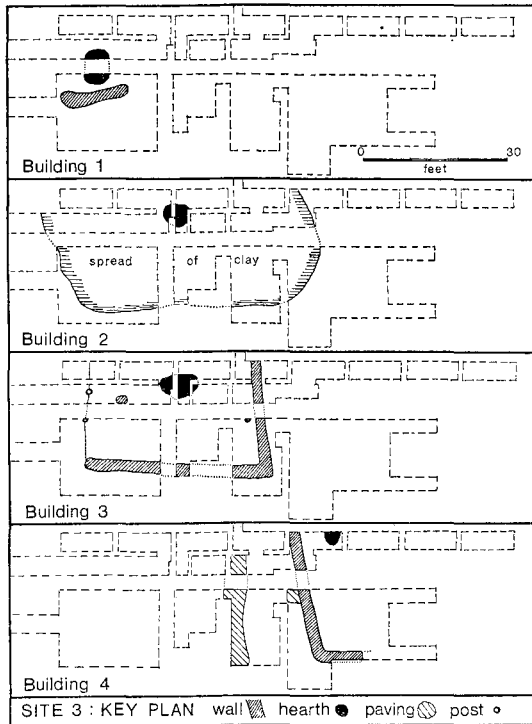 0 30
feet
Building 1
spread of clay
Building 2
Building 3
Building 4
SITE 3 : KEY PLAN wall hearth paving post